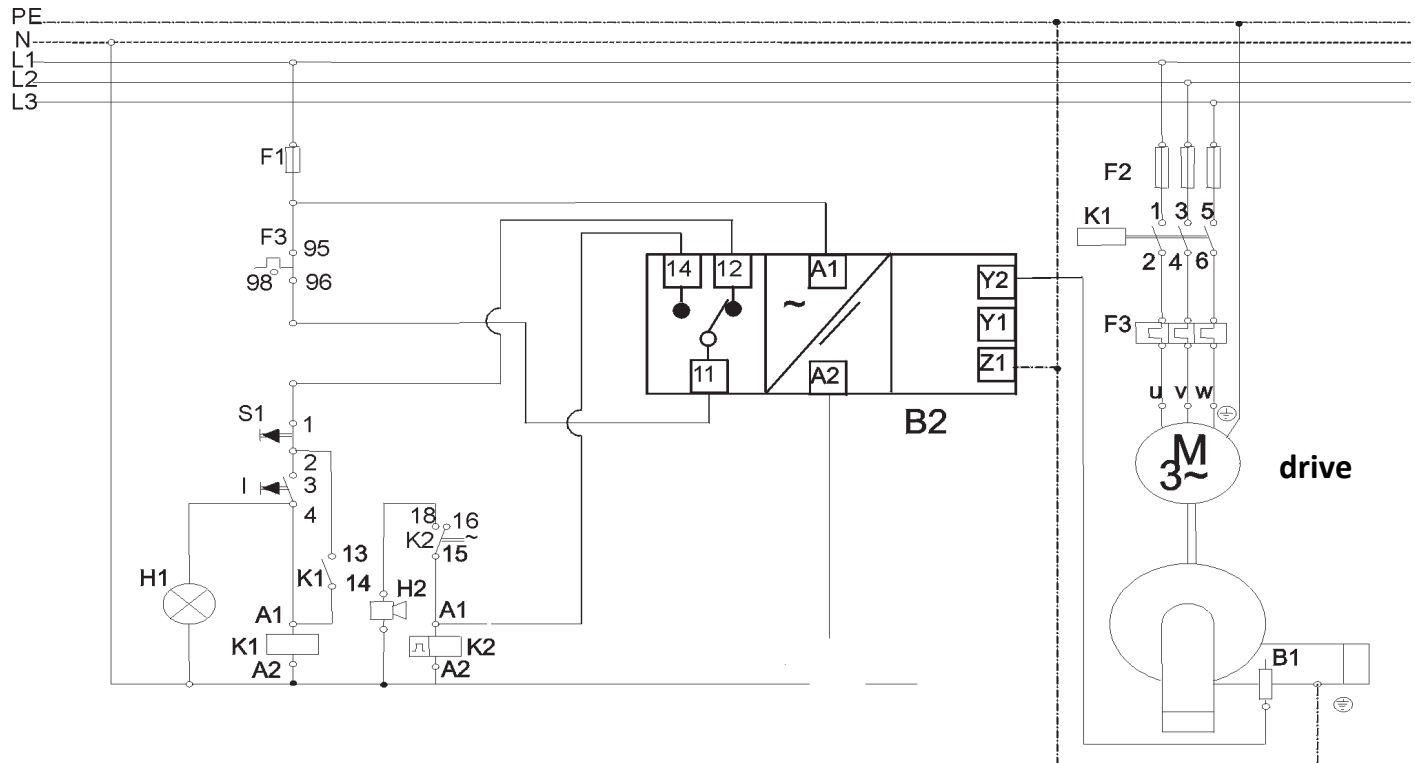 PE
N
L1
L2
L3
F1
F2
1 3 5
K1
F3 95
98 96
14 12 A1
~
Y2
Y1
Z1
2 4 6
F3
11 A2
B2
u v w
S1 1
2
I 3
4
M
3~
drive
18 16
K2 ~
15
13
K1 14
H1
H2
A1 A1
K1 K2
A2 A2
B1